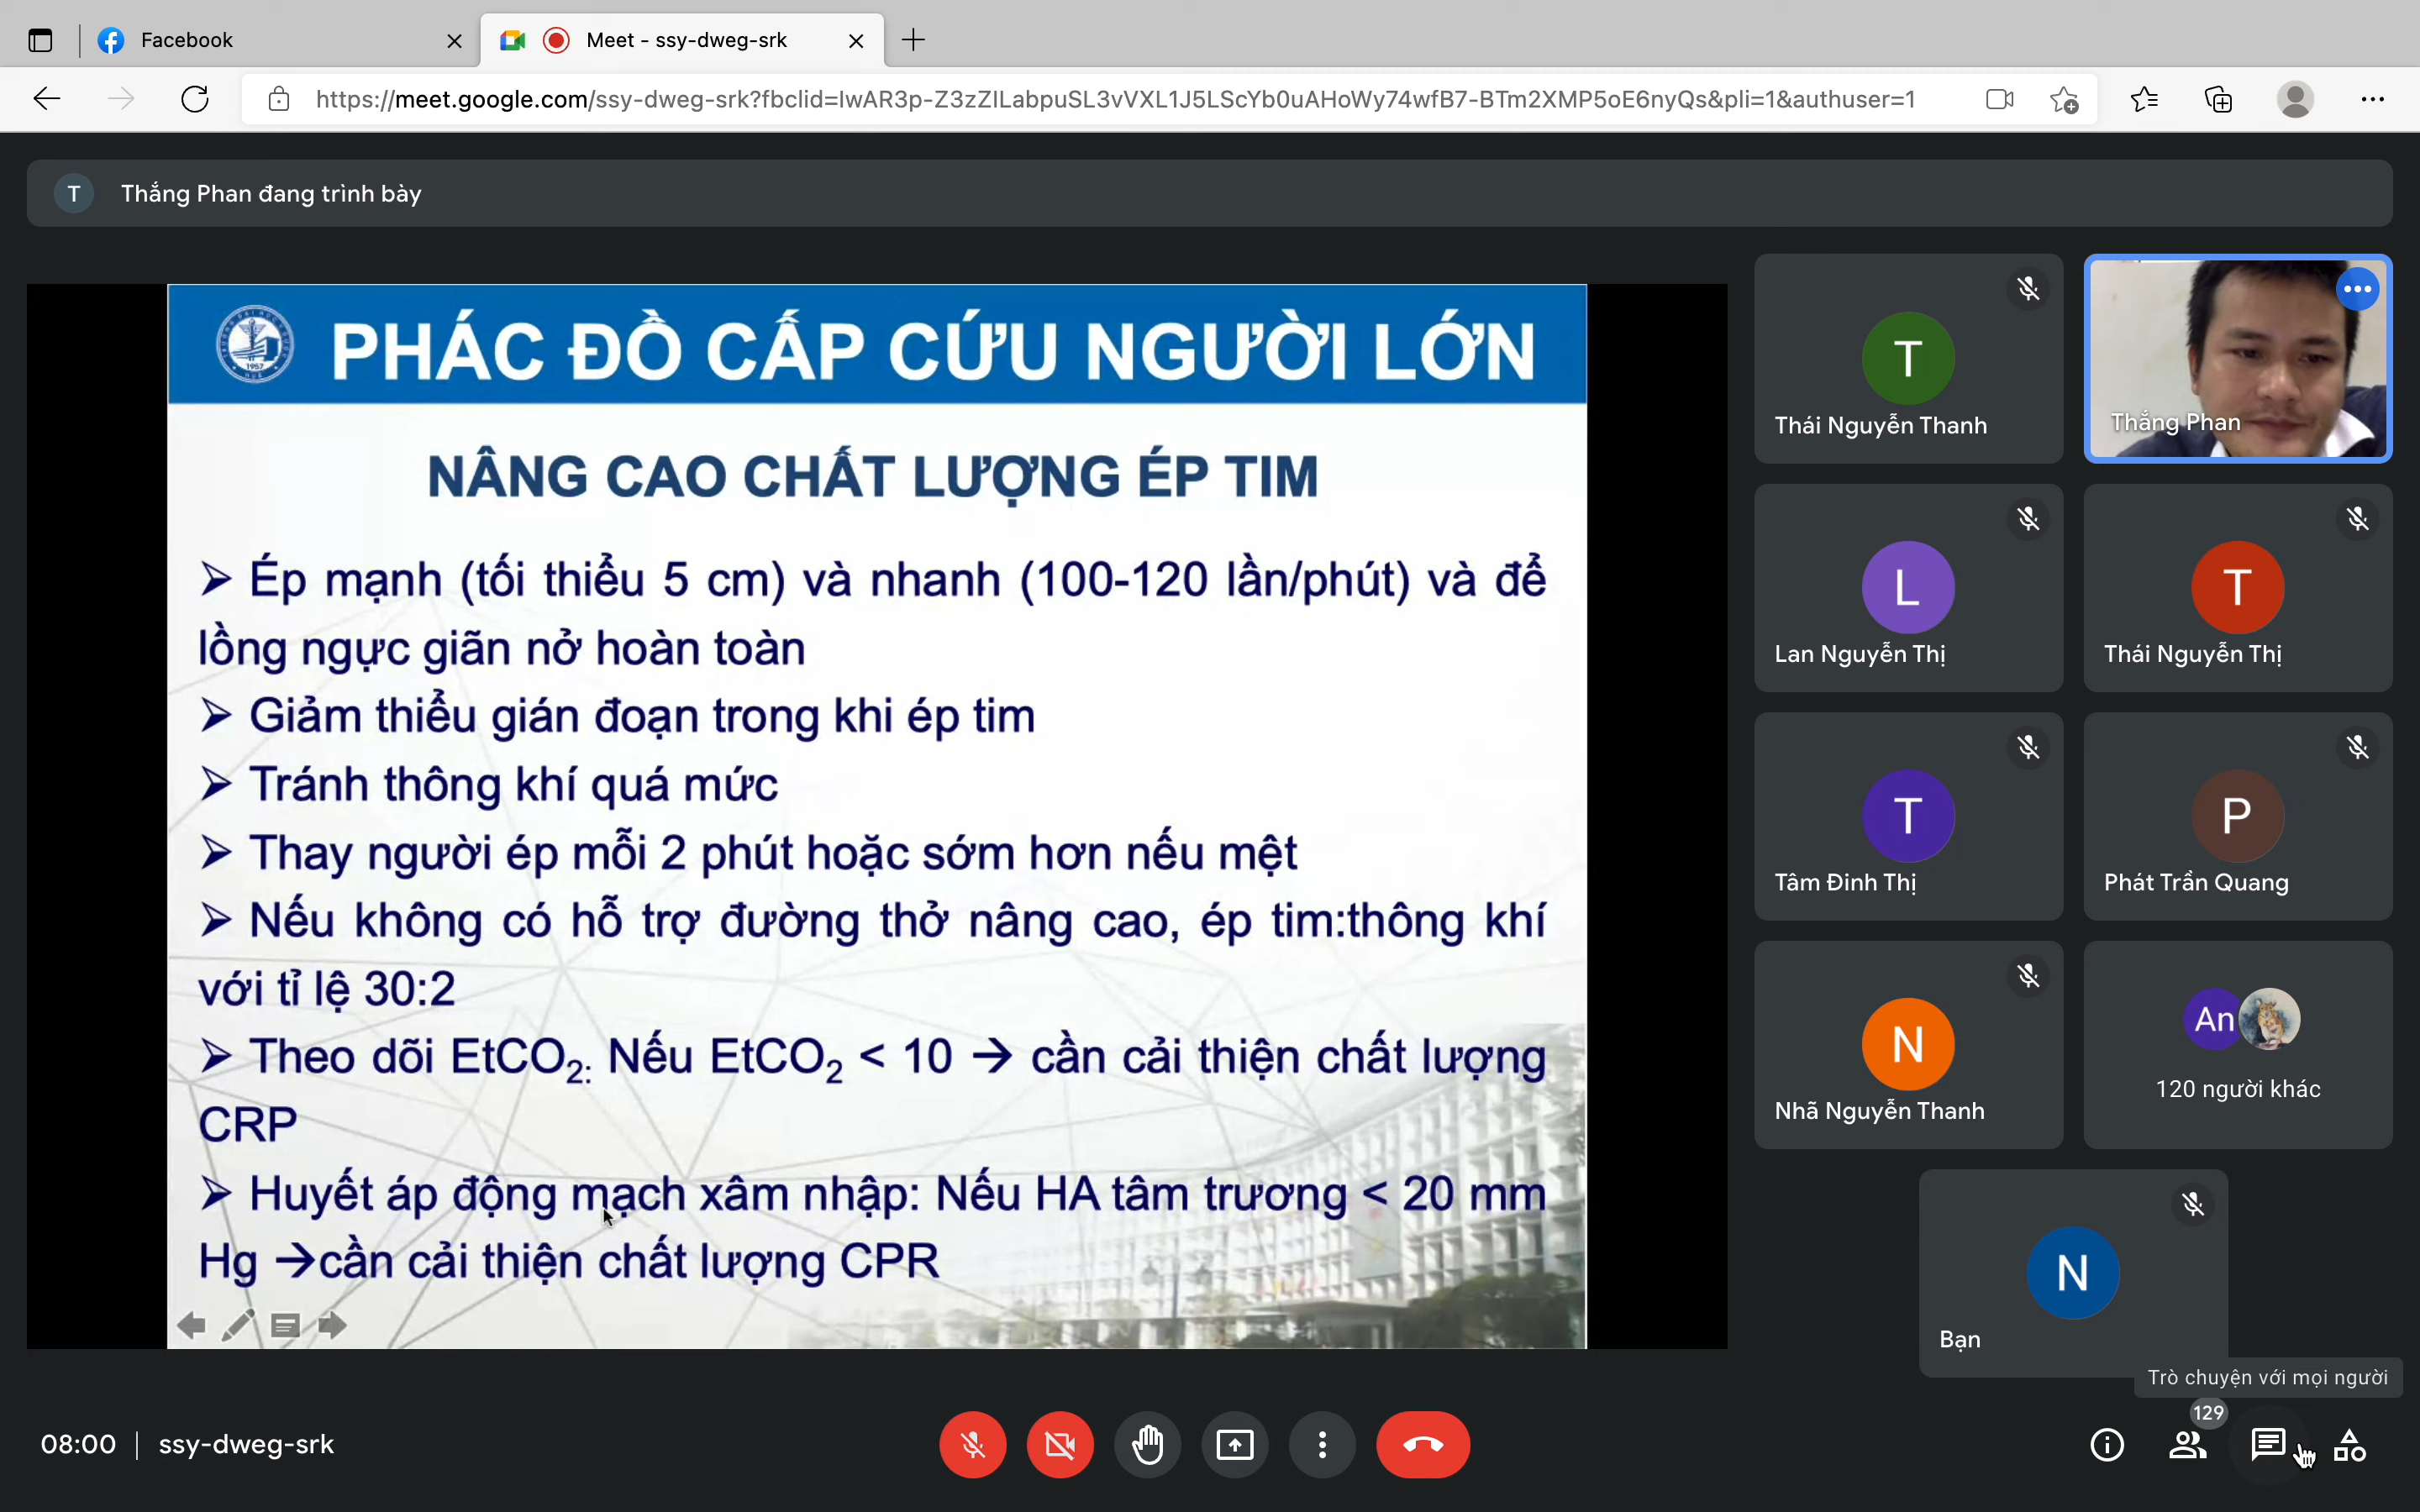 Facebook
Meet - ssy-dweg-srk
https://meet.google.com/ssy-dweg-srk?fbclid=IwAR3p-Z3zZILabpuSL3vVXL1J5LScYb0uAHoWy74wfB7-BTm2XMP5oE6nyQs&pli=1&authuser=1
T Thắng Phan đang trình bày
PHÁC ĐỒ CẤP CỨU NGƯỜI LỚN
1957
HUẾ
NÂNG CAO CHẤT LƯỢNG ÉP TIM
➢ Ép mạnh (tối thiểu 5 cm) và nhanh (100-120 lần/phút) và để
lồng ngực giãn nở hoàn toàn
➢ Giảm thiểu gián đoạn trong khi ép tim
➢ Tránh thông khí quá mức
➢ Thay người ép mỗi 2 phút hoặc sớm hơn nếu mệt
➢ Nếu không có hỗ trợ đường thở nâng cao, ép tim:thông khí
với tỉ lệ 30:2
➢ Theo dõi EtCO₂: Nếu EtCO₂ < 10 → cần cải thiện chất lượng
CRP
➢ Huyết áp động mạch xâm nhập: Nếu HA tâm trương < 20 mm
Hg →cần cải thiện chất lượng CPR
T
Thái Nguyễn Thanh
Thắng Phan
L
Lan Nguyễn Thị
T
Thái Nguyễn Thị
T
Tâm Đinh Thị
P
Phát Trần Quang
N
Nhã Nguyễn Thanh
An
120 người khác
N
Bạn
Trò chuyện với mọi người
129
08:00 | ssy-dweg-srk